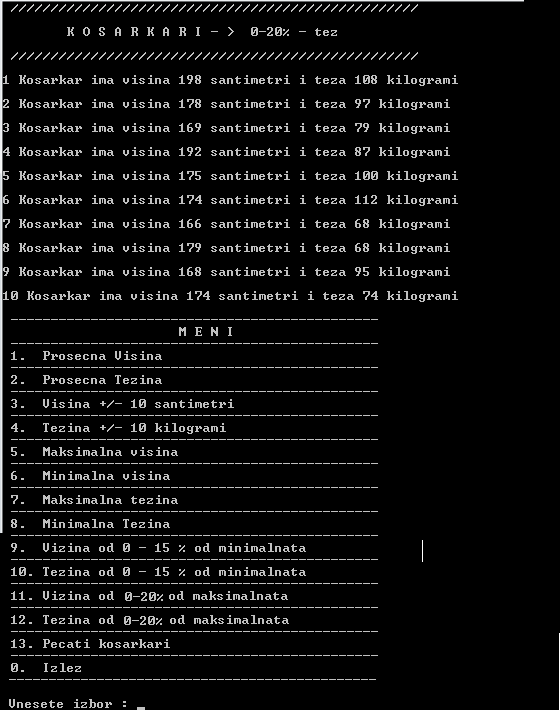 ///////////////////////////////////////////////////
K O S A R K A R I - > 0-20% - tez
///////////////////////////////////////////////////
1 Kosarkar ima visina 198 santimetri i teza 108 kilogrami
2 Kosarkar ima visina 178 santimetri i teza 97 kilogrami
3 Kosarkar ima visina 169 santimetri i teza 79 kilogrami
4 Kosarkar ima visina 192 santimetri i teza 87 kilogrami
5 Kosarkar ima visina 175 santimetri i teza 100 kilogrami
6 Kosarkar ima visina 174 santimetri i teza 112 kilogrami
7 Kosarkar ima visina 166 santimetri i teza 68 kilogrami
8 Kosarkar ima visina 179 santimetri i teza 68 kilogrami
9 Kosarkar ima visina 168 santimetri i teza 95 kilogrami
10 Kosarkar ima visina 174 santimetri i teza 74 kilogrami
M E N I
1. Prosecna Visina
2. Prosecna Tezina
3. Visina +/- 10 santimetri
4. Tezina +/- 10 kilogrami
5. Maksimalna visina
6. Minimalna visina
7. Maksimalna tezina
8. Minimalna Tezina
9. Vizina od 0 - 15 % od minimalnata
10. Tezina od 0 - 15 % od minimalnata
11. Vizina od 0-20% od maksimalnata
12. Tezina od 0-20% od maksimalnata
13. Pecati kosarkari
0. Izlez
Vnesete izbor : _